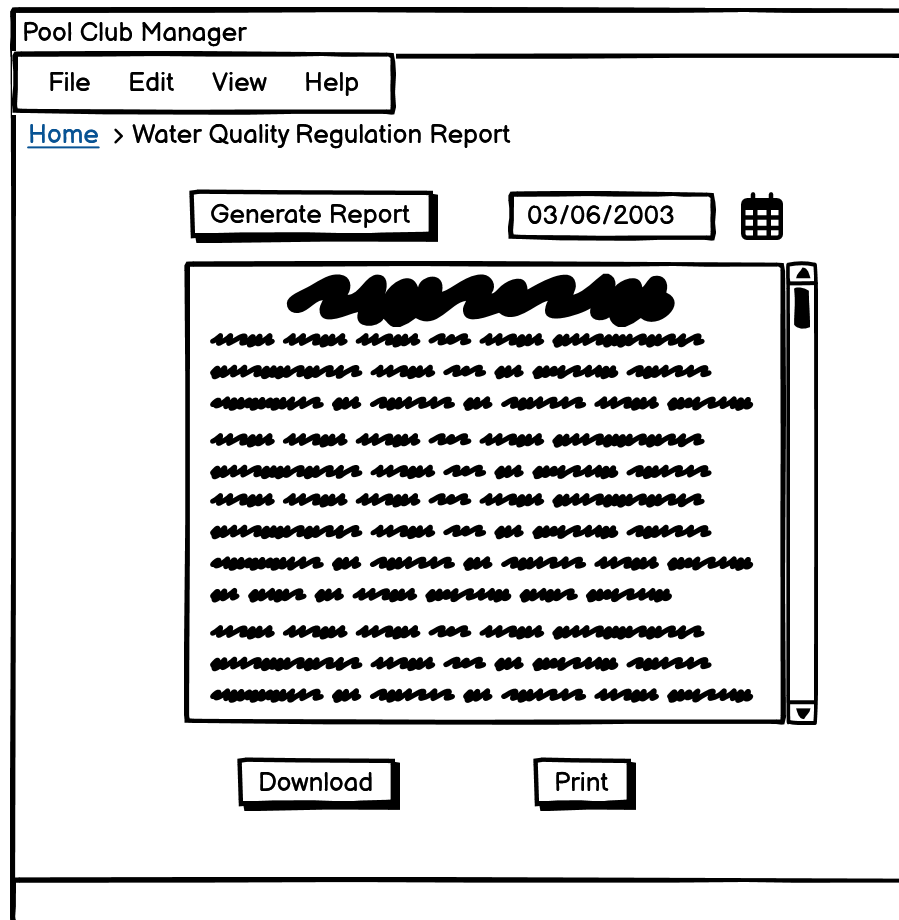 Pool Club Manager
File Edit View Help
Home > Water Quality Regulation Report
Generate Report 03/06/2003
Download Print